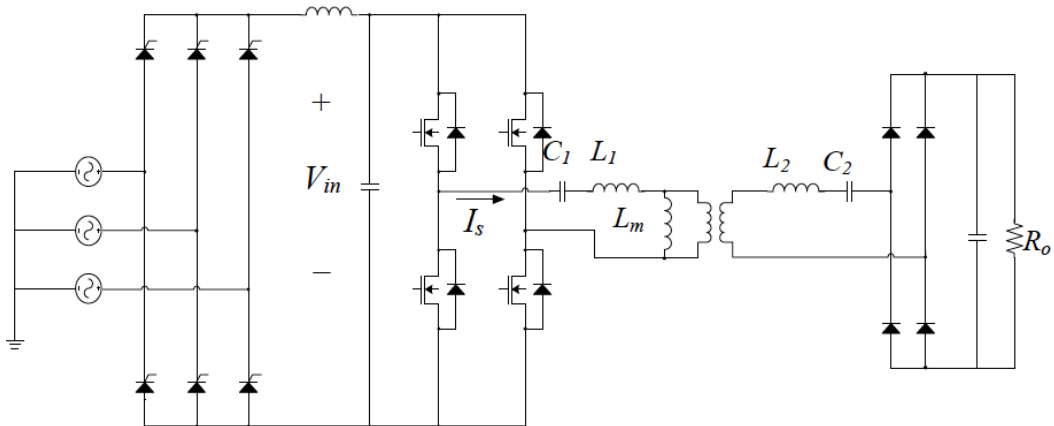 +
V_in
−
I_s
C_1
L_1
L_m
L_2
C_2
R_o